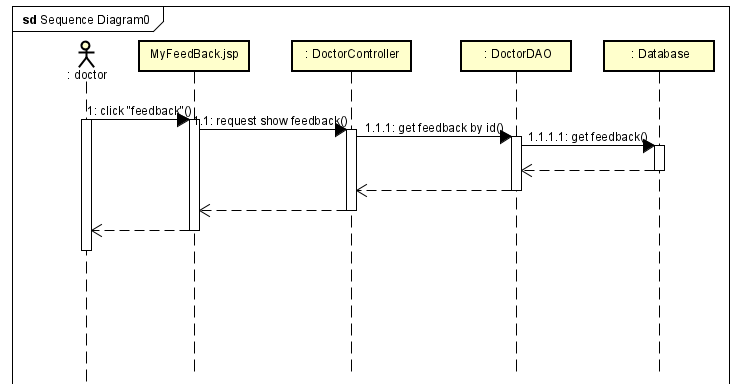 sd Sequence Diagram0
: doctor
MyFeedBack.jsp
: DoctorController
: DoctorDAO
: Database
1: click "feedback"()
1.1: request show feedback()
1.1.1: get feedback by id()
1.1.1.1: get feedback()